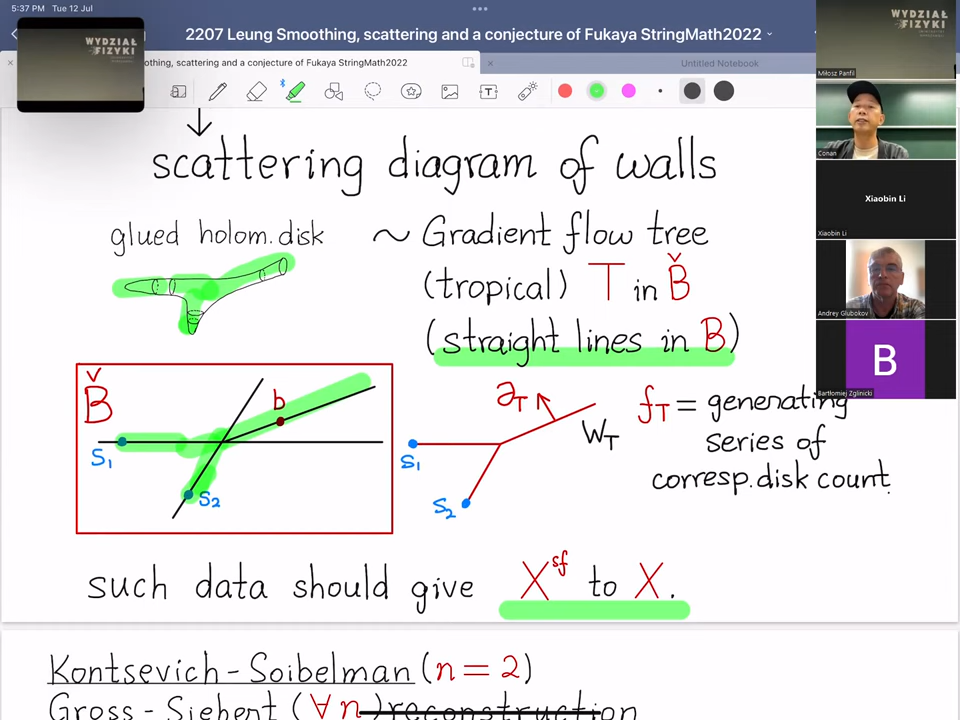 5:37 PM Tue 12 Jul
2207 Leung Smoothing, scattering and a conjecture of Fukaya StringMath2022
othing, scattering and a conjecture of Fukaya StringMath2022
Untitled Notebook
WYDZIAŁ
FIZYKI
WYDZIAŁ
FIZYKI
Miłosz Panfil
Conan
Xiaobin Li
Xiaobin Li
Andrey Glubokov
B
Bartłomiej Zglinicki
scattering diagram of walls
glued holom.disk ~ Gradient flow tree
(tropical) T in B̌
(straight lines in B)
B̌
b
S1
S2
∂T
WT
S1
S2
fT = generating
series of
corresp.disk count.
such data should give X^sf to X.
Kontsevich-Soibelman (n = 2)
Gross-Siebert (∀n) reconstruction